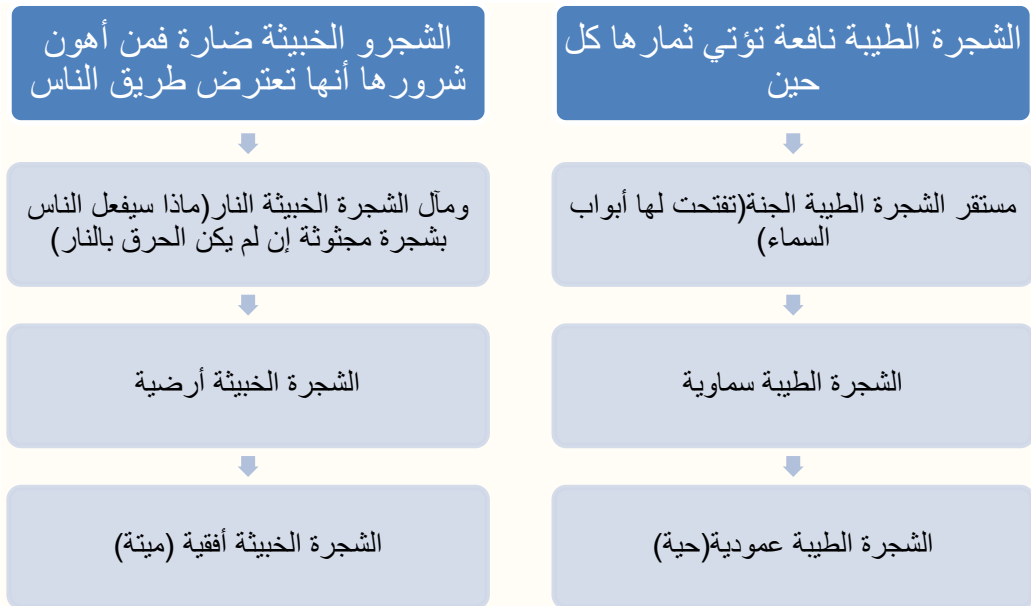 الشجرة الطيبة نافعة تؤتي ثمارها كل
حين
مستقر الشجرة الطيبة الجنة(تفتحت لها أبواب
السماء)
الشجرة الطيبة سماوية
الشجرة الطيبة عمودية(حية)
الشجرو الخبيثة ضارة فمن أهون
شرورها أنها تعترض طريق الناس
ومآل الشجرة الخبيثة النار(ماذا سيفعل الناس
بشجرة مجثوثة إن لم يكن الحرق بالنار)
الشجرة الخبيثة أرضية
الشجرة الخبيثة أفقية (ميتة)